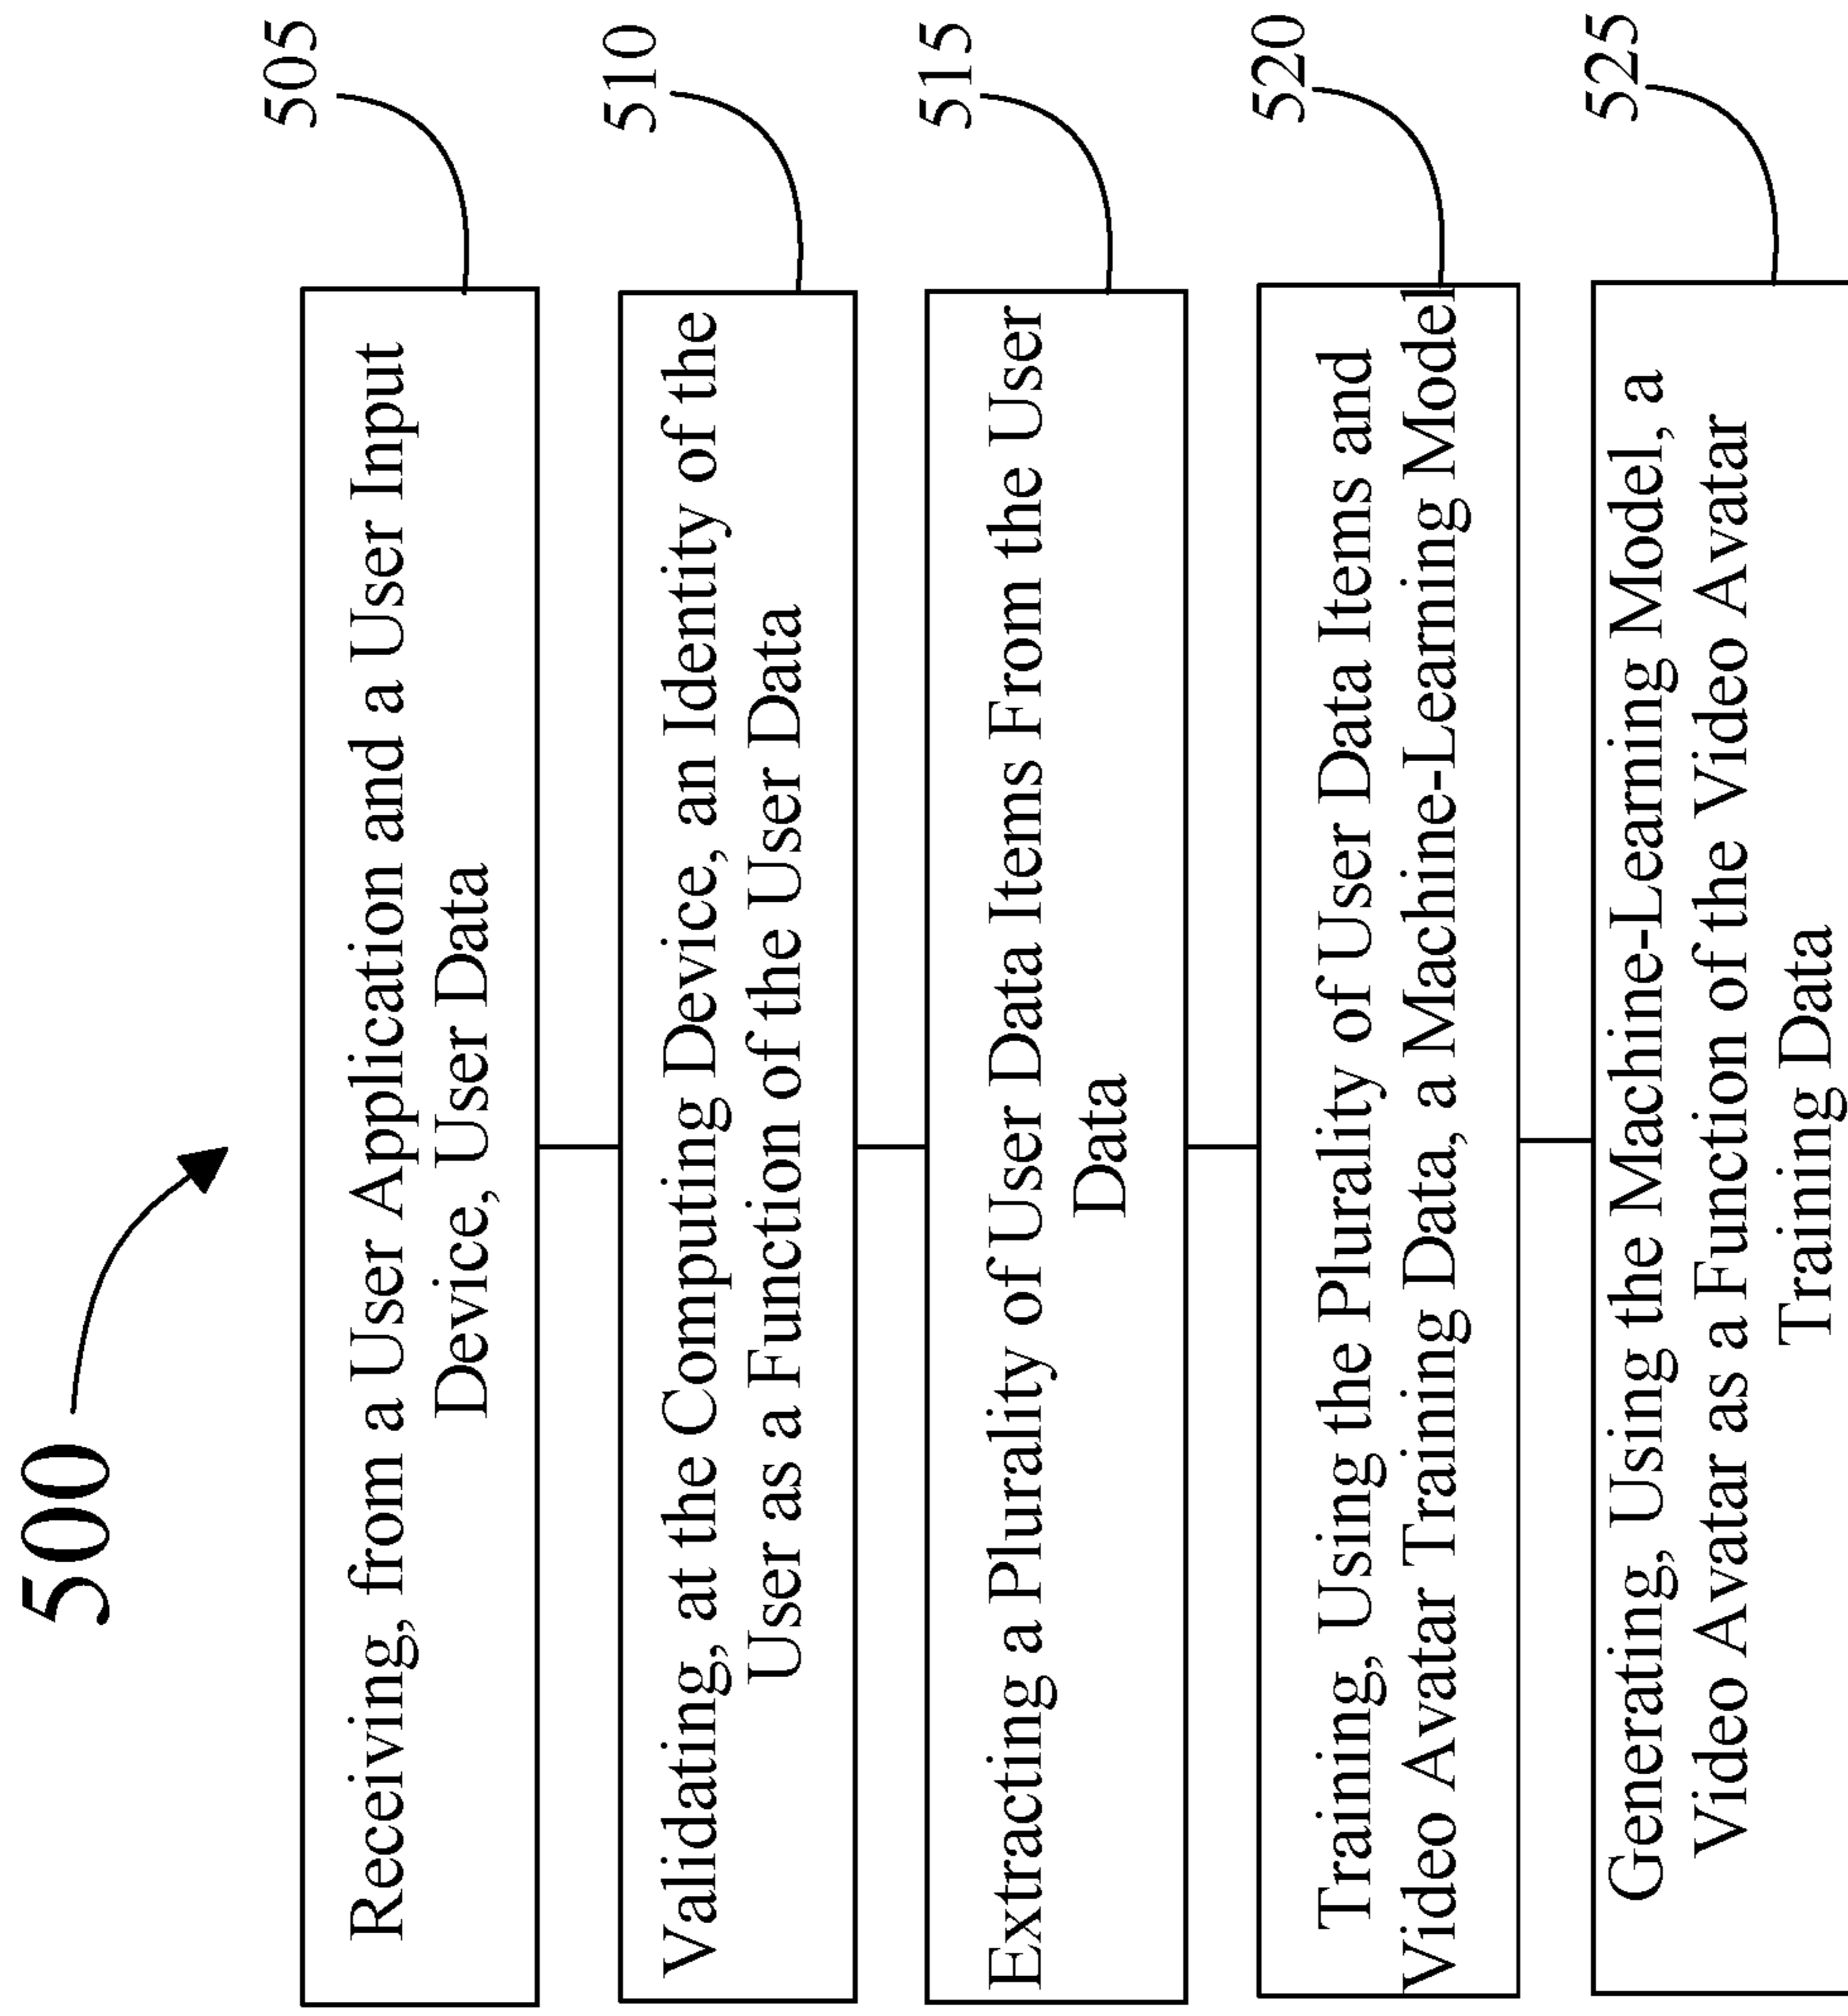 500
Receiving, from a User Application and a User Input
Device, User Data
505
Validating, at the Computing Device, an Identity of the
User as a Function of the User Data
510
Extracting a Plurality of User Data Items From the User
Data
515
Training, Using the Plurality of User Data Items and
Video Avatar Training Data, a Machine-Learning Model
520
Generating, Using the Machine-Learning Model, a
Video Avatar as a Function of the Video Avatar
Training Data
525